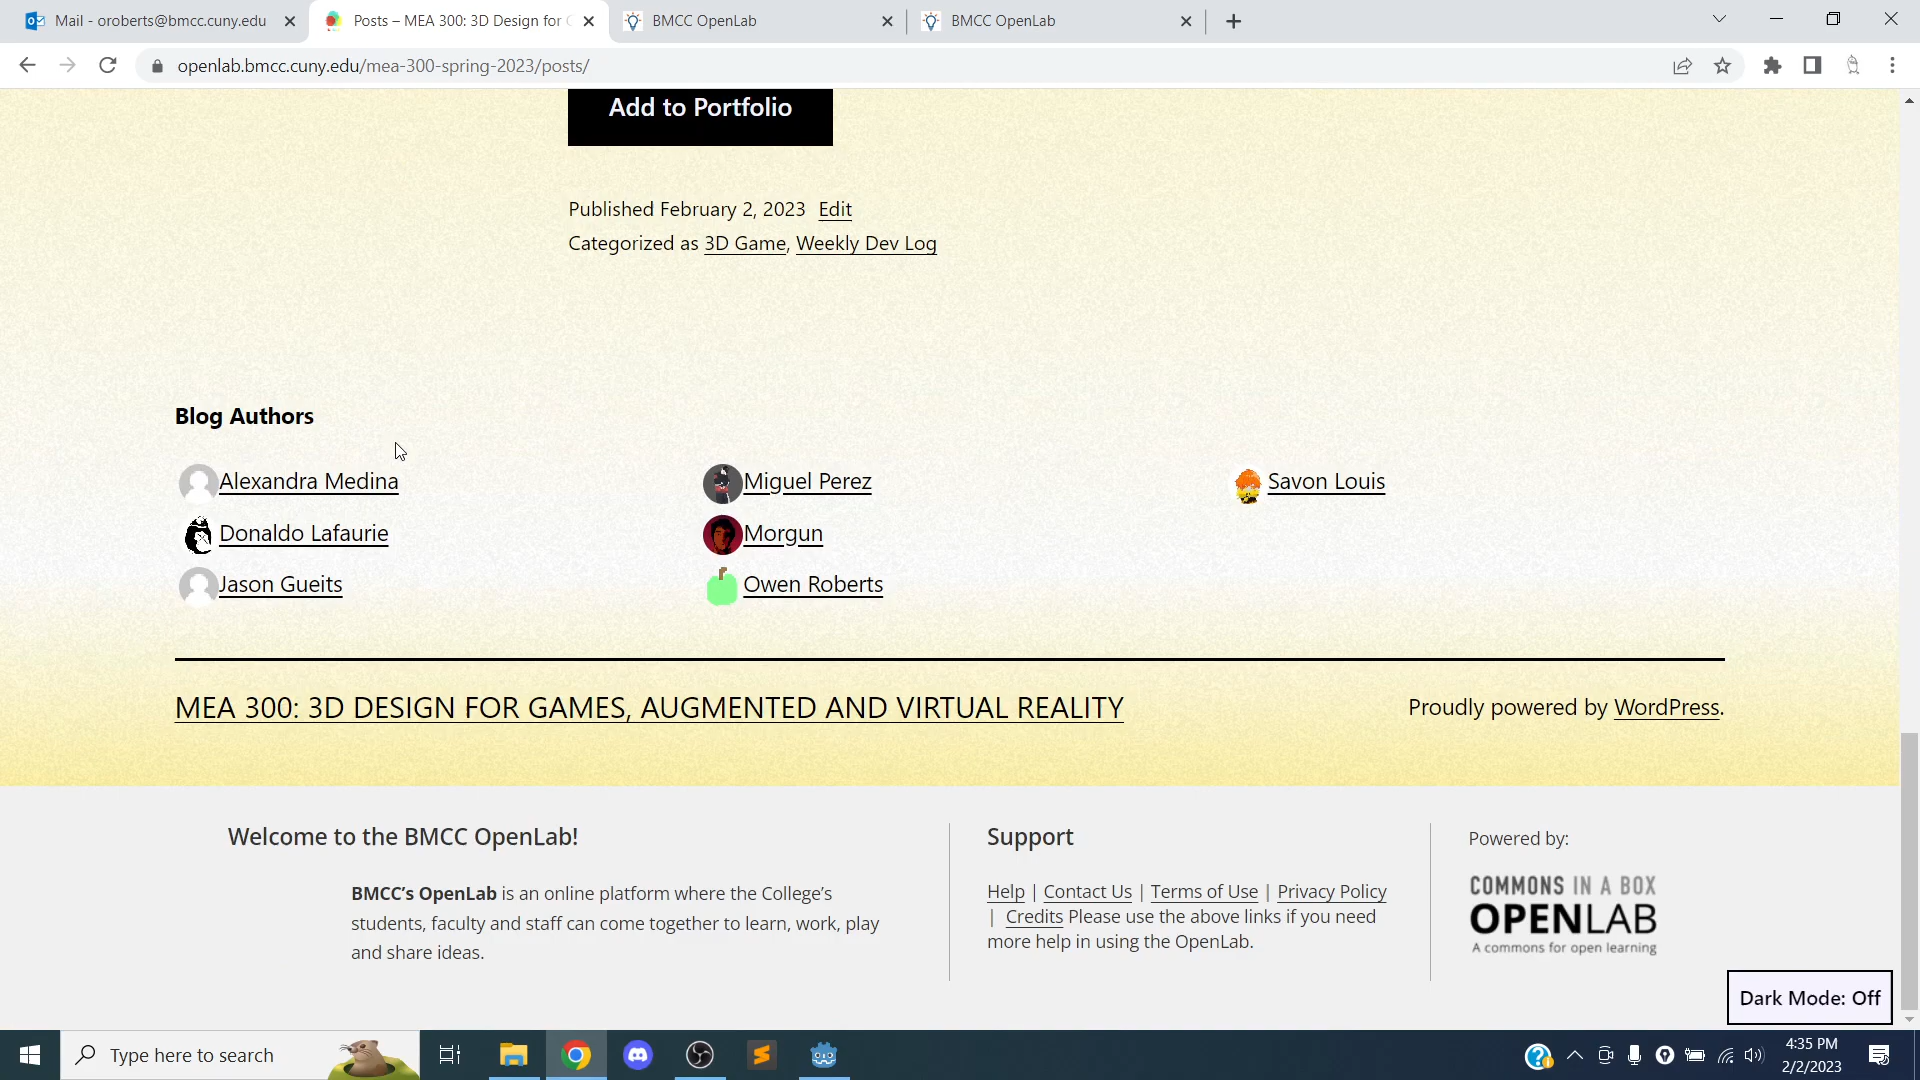 Mail - oroberts@bmcc.cuny.edu
Posts – MEA 300: 3D Design for
BMCC OpenLab
BMCC OpenLab
openlab.bmcc.cuny.edu/mea-300-spring-2023/posts/
Add to Portfolio
Published February 2, 2023 Edit
Categorized as 3D Game, Weekly Dev Log
Blog Authors
Alexandra Medina
Miguel Perez
Savon Louis
Donaldo Lafaurie
Morgun
Jason Gueits
Owen Roberts
MEA 300: 3D DESIGN FOR GAMES, AUGMENTED AND VIRTUAL REALITY
Proudly powered by WordPress.
Welcome to the BMCC OpenLab!
BMCC’s OpenLab is an online platform where the College’s
students, faculty and staff can come together to learn, work, play
and share ideas.
Support
Help | Contact Us | Terms of Use | Privacy Policy
| Credits Please use the above links if you need
more help in using the OpenLab.
Powered by:
COMMONS IN A BOX
OPENLAB
A commons for open learning
Dark Mode: Off
Type here to search
4:35 PM
2/2/2023